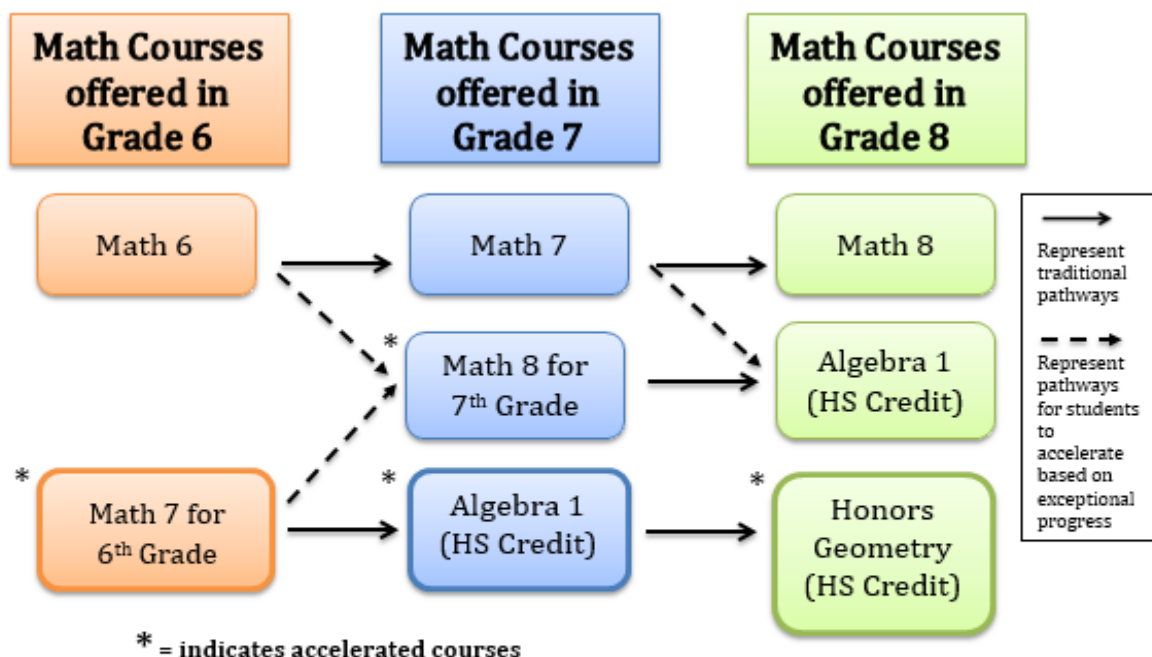 Math Courses
offered in
Grade 6
Math Courses
offered in
Grade 7
Math Courses
offered in
Grade 8
Math 6
Math 7
Math 8
*
Math 8 for
7th Grade
Algebra 1
(HS Credit)
*
Math 7 for
6th Grade
*
Algebra 1
(HS Credit)
*
Honors
Geometry
(HS Credit)
Represent
traditional
pathways
Represent
pathways
for students
to
accelerate
based on
exceptional
progress
* = indicates accelerated courses